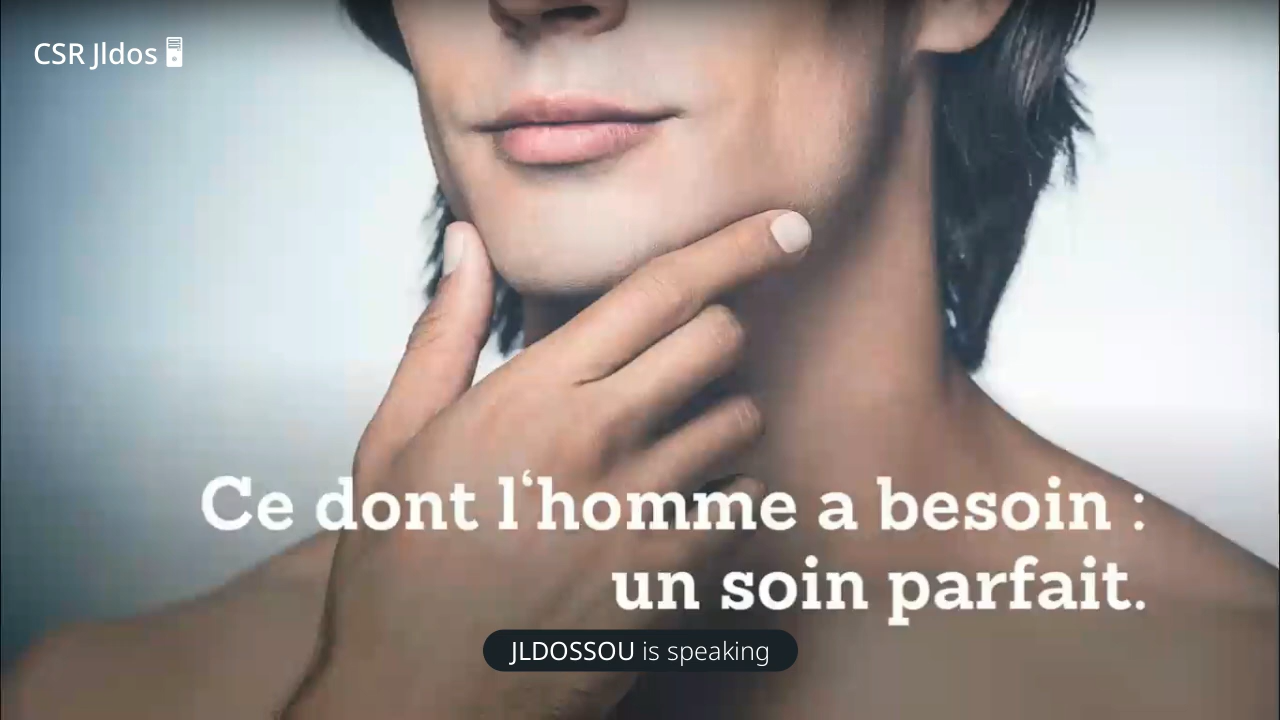 CSR Jldos 🖥
Ce dont l‘homme a besoin :
un soin parfait.
JLDOSSOU is speaking